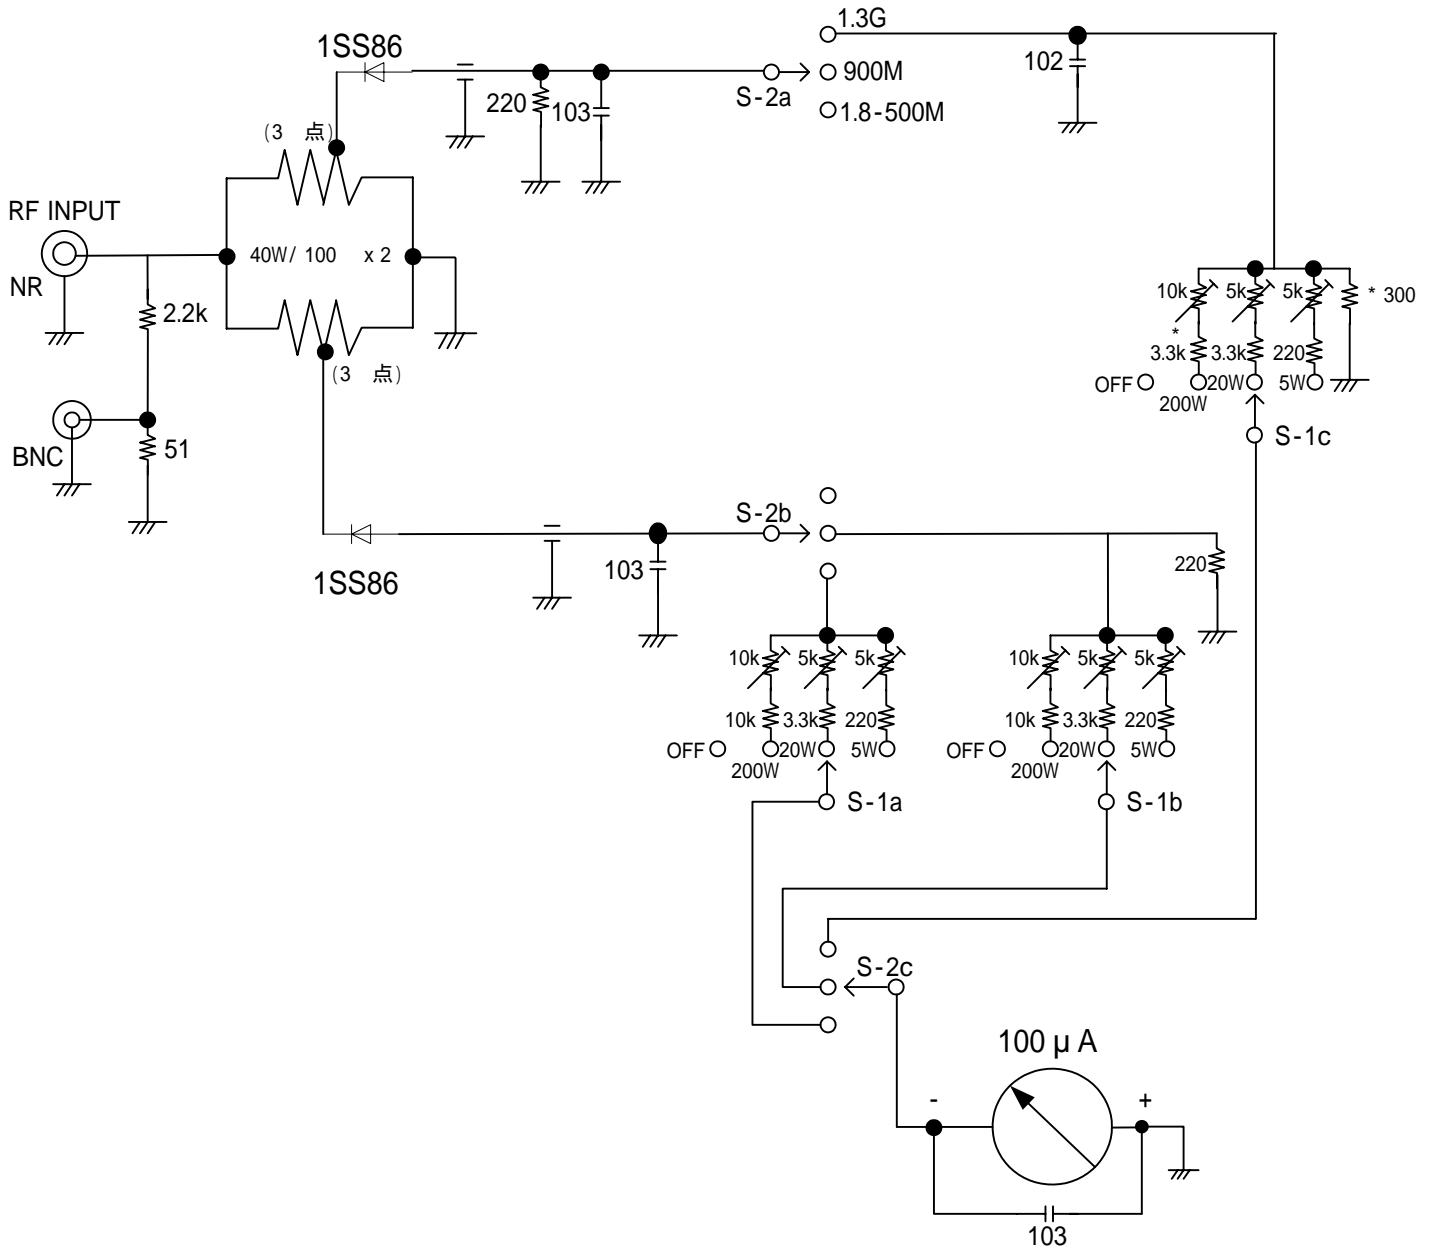 1.3G
1SS86
102
900M
S-2a
220
103
1.8-500M
(3 点)
RF INPUT
40W/ 100 x 2
NR
2.2k
10k
5k
5k
* 300
*
3.3k
3.3k
220
(3 点)
OFF
20W
5W
200W
BNC
51
S-1c
S-2b
1SS86
103
220
10k
5k
5k
10k
5k
5k
10k
3.3k
220
10k
3.3k
220
OFF
20W
5W
OFF
20W
5W
200W
200W
S-1a
S-1b
S-2c
100 μ A
-
+
103